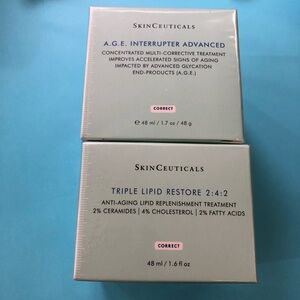 SKINCEUTICALS
A.G.E. INTERRUPTER ADVANCED
CONCENTRATED MULTI-CORRECTIVE TREATMENT
IMPROVES ACCELERATED SIGNS OF AGING
IMPACTED BY ADVANCED GLYCATION
END-PRODUCTS (A.G.E.)
CORRECT
℮ 48 ml / 1.7 oz / 48 g
SKINCEUTICALS
TRIPLE LIPID RESTORE 2:4:2
ANTI-AGING LIPID REPLENISHMENT TREATMENT
2% CERAMIDES | 4% CHOLESTEROL | 2% FATTY ACIDS
CORRECT
48 ml / 1.6 fl oz